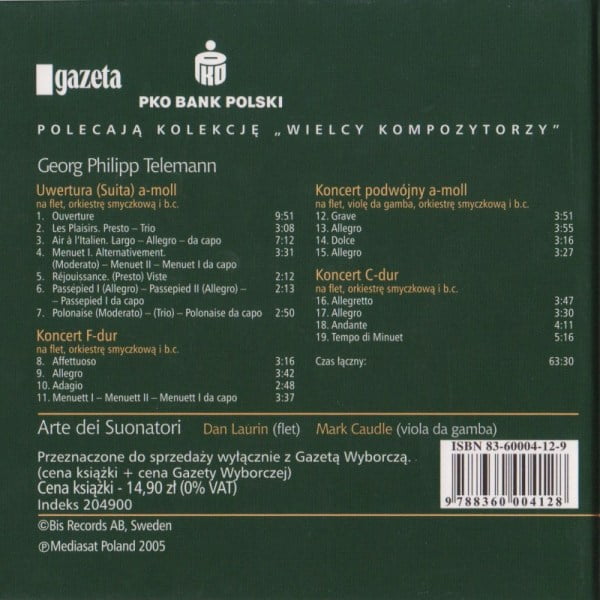 gazeta
PKO
PKO BANK POLSKI
POLECAJĄ KOLEKCJĘ „WIELCY KOMPOZYTORZY”
Georg Philipp Telemann
Uwertura (Suita) a-moll
na flet, orkiestrę smyczkową i b.c.
1. Ouverture 9:51
2. Les Plaisirs. Presto – Trio 3:08
3. Air à l'Italien. Largo – Allegro – da capo 7:12
4. Menuet I. Alternativement. 3:31
(Moderato) – Menuet II – Menuet I da capo
5. Réjouissance. (Presto) Viste 2:12
6. Passépied I (Allegro) – Passepied II (Allegro) – 2:13
– Passepied I da capo
7. Polonaise (Moderato) – (Trio) – Polonaise da capo 2:50
Koncert F-dur
na flet, orkiestrę smyczkową i b.c.
8. Affettuoso 3:16
9. Allegro 3:42
10. Adagio 2:48
11. Menuett I – Menuett II – Menuett I da capo 3:37
Koncert podwójny a-moll
na flet, violę da gamba, orkiestrę smyczkową i b.c.
12. Grave 3:51
13. Allegro 3:55
14. Dolce 3:16
15. Allegro 3:27
Koncert C-dur
na flet, orkiestrę smyczkową i b.c.
16. Allegretto 3:47
17. Allegro 3:30
18. Andante 4:11
19. Tempo di Minuet 5:16
Czas łączny: 63:30
Arte dei Suonatori Dan Laurin (flet) Mark Caudle (viola da gamba)
Przeznaczone do sprzedaży wyłącznie z Gazetą Wyborczą.
(cena książki + cena Gazety Wyborczej)
Cena książki - 14,90 zł (0% VAT)
Indeks 204900
©Bis Records AB, Sweden
℗Mediasat Poland 2005
ISBN 83-60004-12-9
9 788360 004128